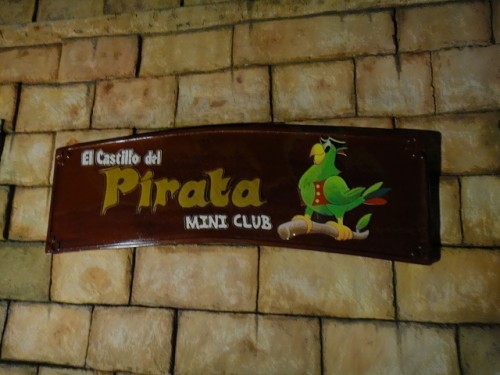 El Castillo del
Pirata
MINI CLUB